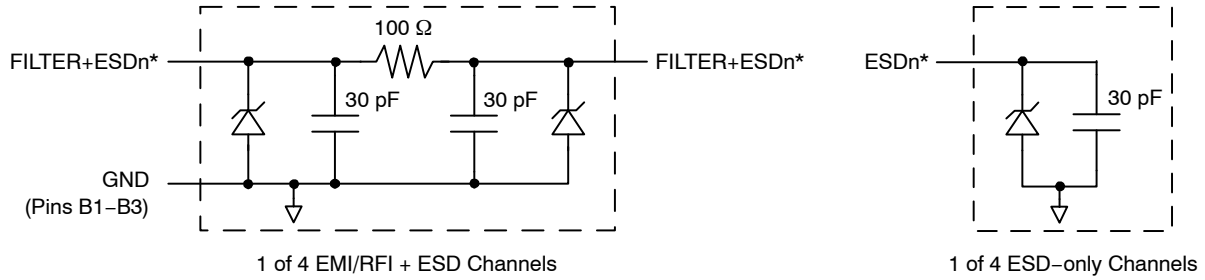 100 Ω
FILTER+ESDn*
FILTER+ESDn*
30 pF
30 pF
GND
(Pins B1−B3)
1 of 4 EMI/RFI + ESD Channels
ESDn*
30 pF
1 of 4 ESD−only Channels